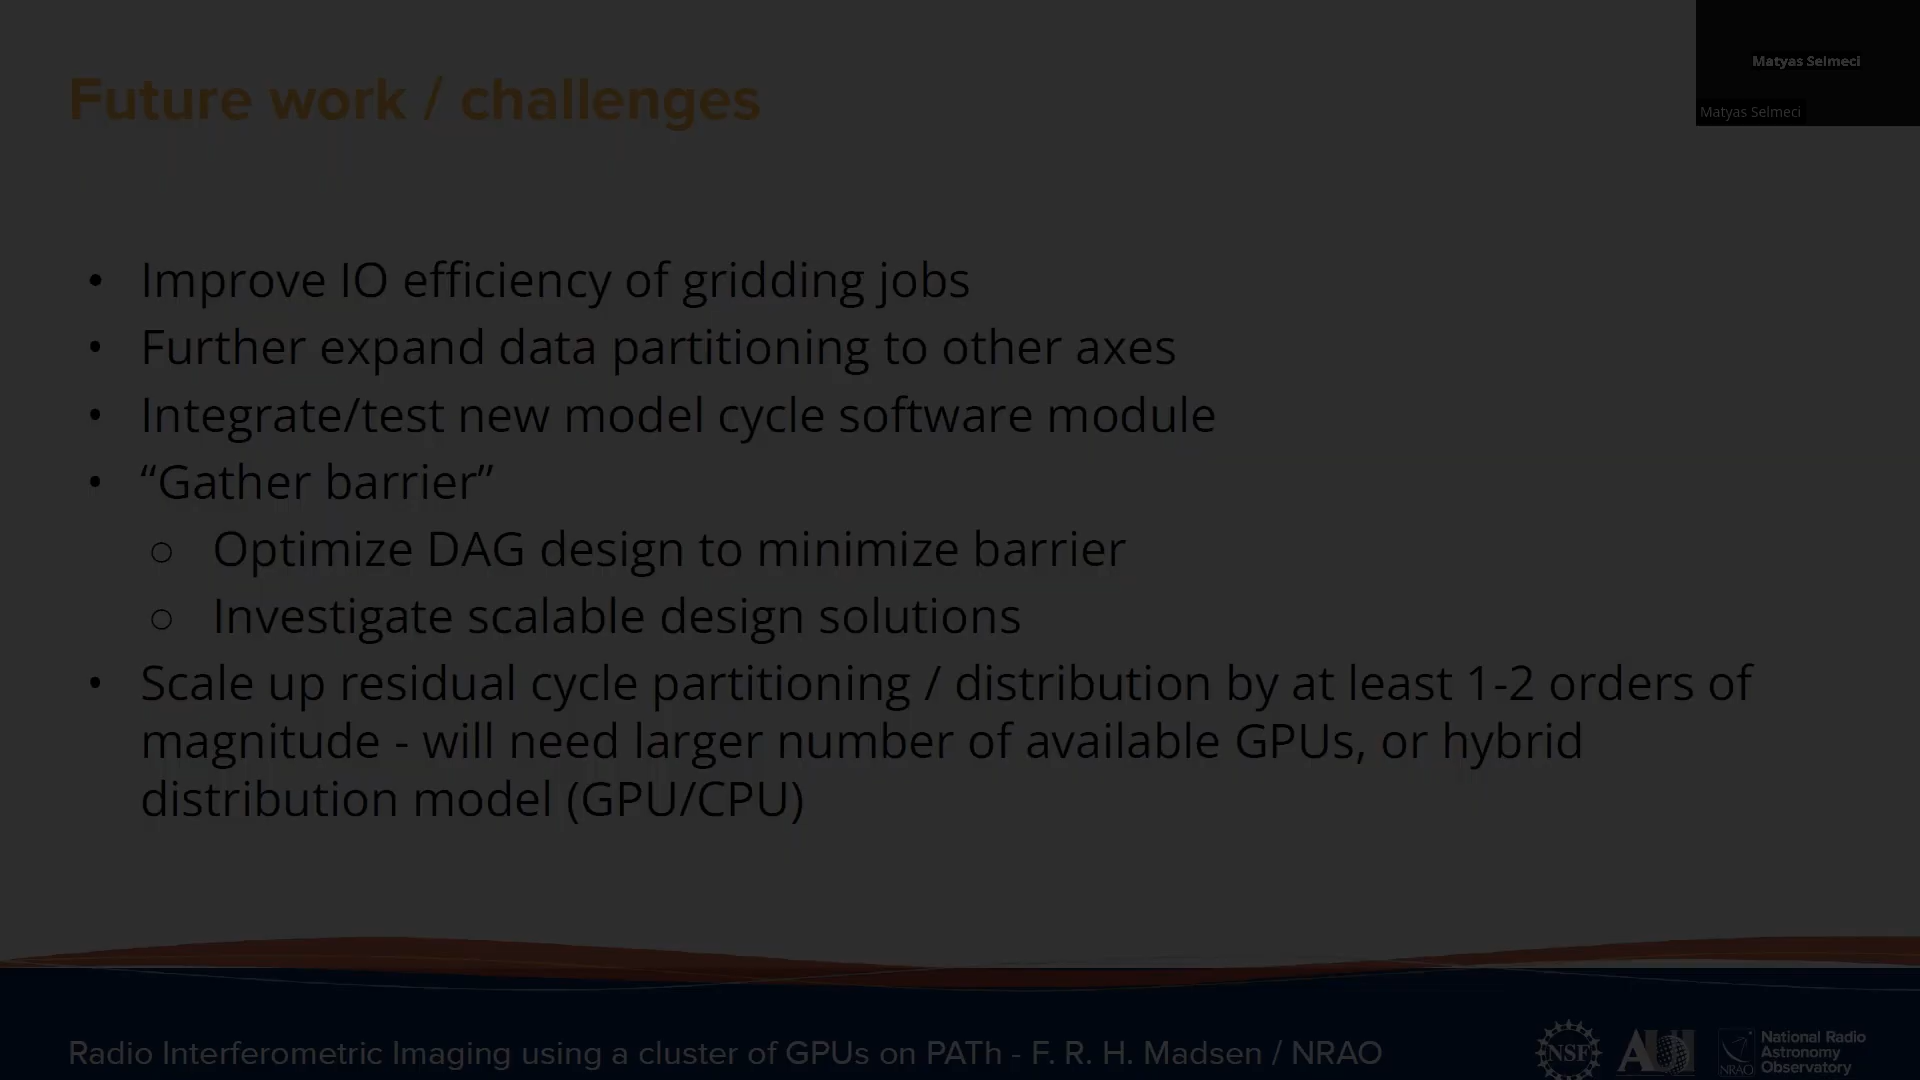 Matyas Selmeci
Matyas Selmeci
Future work / challenges
• Improve IO efficiency of gridding jobs
• Further expand data partitioning to other axes
• Integrate/test new model cycle software module
• “Gather barrier”
○ Optimize DAG design to minimize barrier
○ Investigate scalable design solutions
• Scale up residual cycle partitioning / distribution by at least 1-2 orders of
magnitude - will need larger number of available GPUs, or hybrid
distribution model (GPU/CPU)
Radio Interferometric Imaging using a cluster of GPUs on PATh - F. R. H. Madsen / NRAO
NSF
AUI
NRAO
National Radio
Astronomy
Observatory